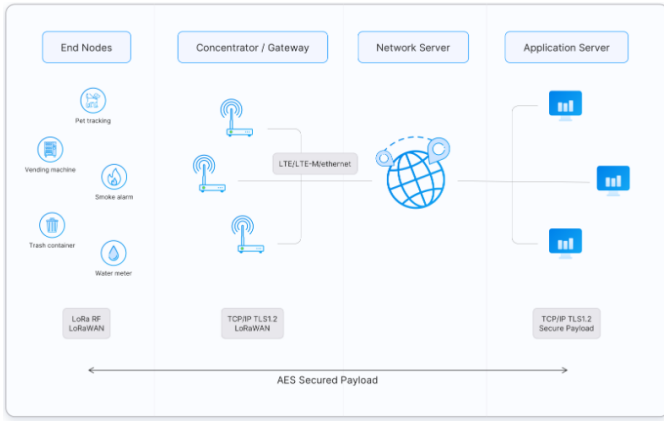 End Nodes
Concentrator / Gateway
Network Server
Application Server
Pet tracking
Vending machine
Smoke alarm
Trash container
Water meter
LTE/LTE-M/ethernet
LoRa RF
LoRaWAN
TCP/IP TLS1.2
LoRaWAN
TCP/IP TLS1.2
Secure Payload
AES Secured Payload